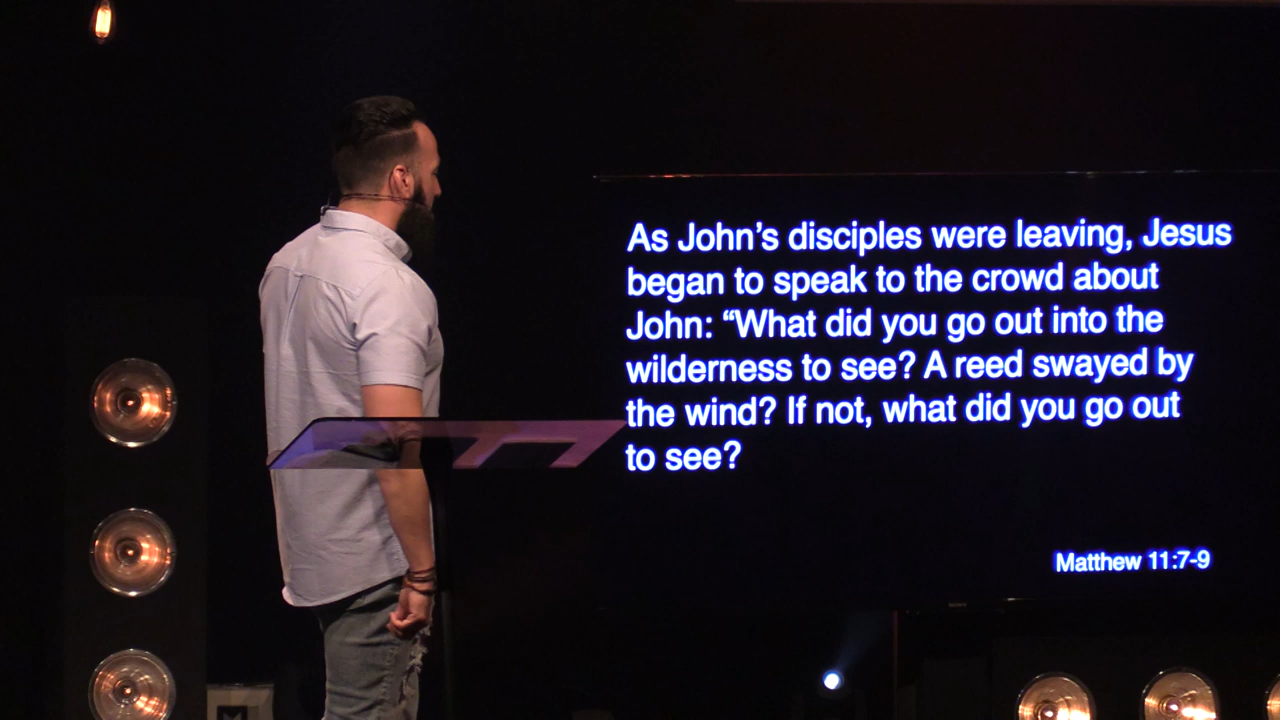 As John’s disciples were leaving, Jesus
began to speak to the crowd about
John: “What did you go out into the
wilderness to see? A reed swayed by
the wind? If not, what did you go out
to see?
Matthew 11:7-9